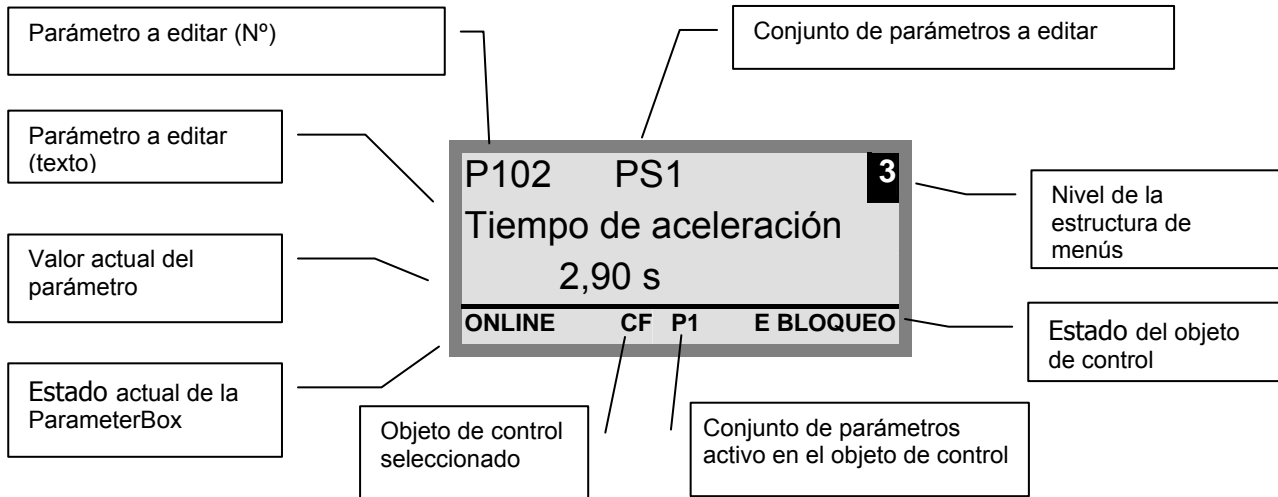 Parámetro a editar (Nº)
Conjunto de parámetros a editar
Parámetro a editar
(texto)
P102 PS1 3
Tiempo de aceleración
2,90 s
ONLINE CF P1 E BLOQUEO
Nivel de la
estructura de
menús
Valor actual del
parámetro
Estado del objeto
de control
Estado actual de la
ParameterBox
Objeto de control
seleccionado
Conjunto de parámetros
activo en el objeto de control